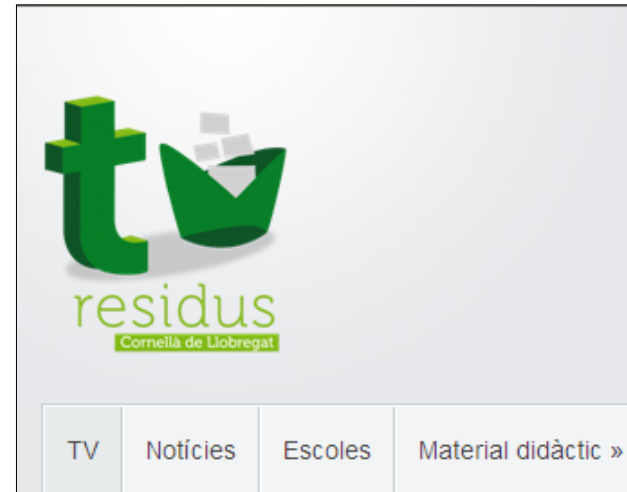 tv
residus
Cornellà de Llobregat
TV Notícies Escoles Material didàctic »